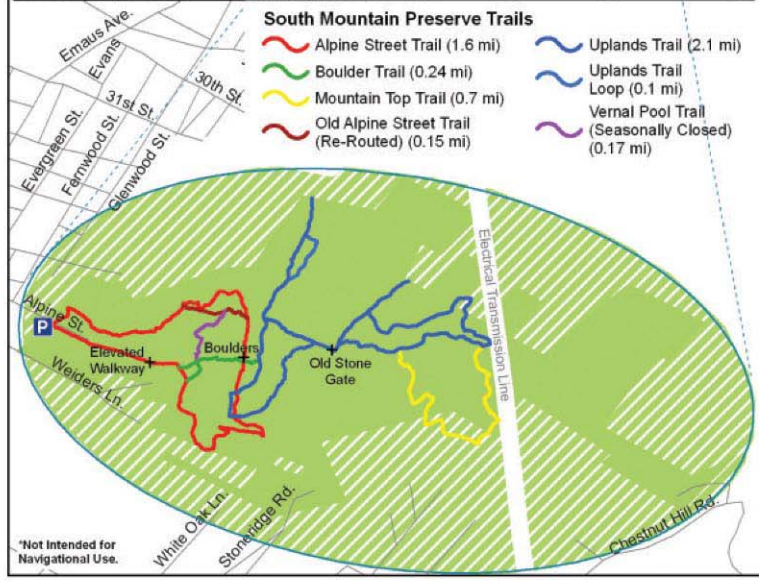 South Mountain Preserve Trails
Alpine Street Trail (1.6 mi)
Boulder Trail (0.24 mi)
Mountain Top Trail (0.7 mi)
Old Alpine Street Trail
(Re-Routed) (0.15 mi)
Uplands Trail (2.1 mi)
Uplands Trail
Loop (0.1 mi)
Vernal Pool Trail
(Seasonally Closed)
(0.17 mi)
Emaus Ave.
Evans
30th St.
31st St.
Evergreen St.
Fernwood St.
Glenwood St.
Alpine St.
P
Elevated
Walkway
Boulders
Old Stone
Gate
Electrical Transmission Line
Weiders Ln.
White Oak Ln.
Stoneridge Rd.
Chestnut Hill Rd.
*Not Intended for
Navigational Use.